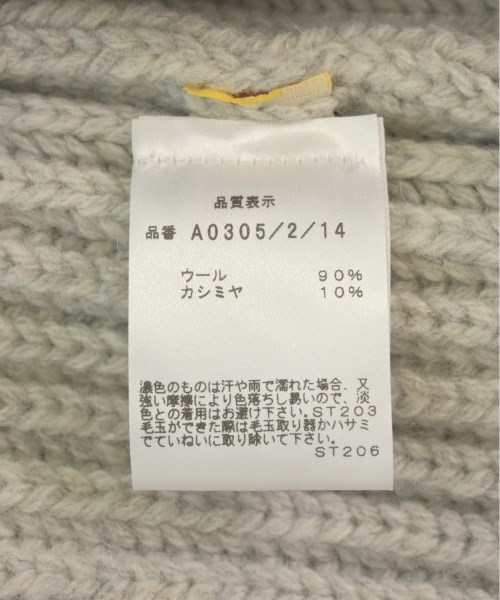 品質表示
品番 A0305/2/14
ウール 90%
カシミヤ 10%
濃色のものは汗や雨で濡れた場合、又
強い摩擦により色落ちし易いので、淡
色との着用はお避け下さい。ST203
毛玉ができた際は毛玉取り器かハサミ
でていねいに取り除いて下さい。
ST206